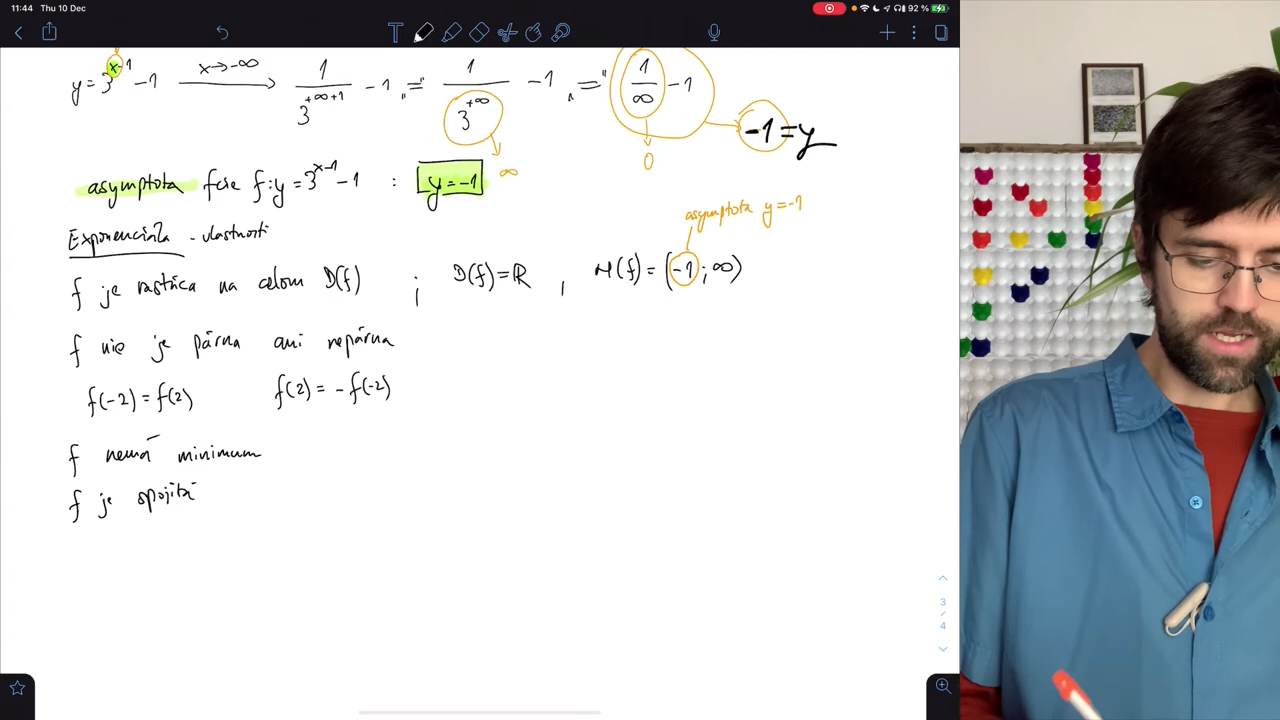 11:44 Thu 10 Dec 92 %
y = 3^{x-1} - 1 x→-∞ 1/3^{+∞+1} - 1 "=" 1/3^{+∞} - 1 "=" 1/∞ - 1
-1 = y
∞ 0
asymptota fcie f: y = 3^{x-1} - 1 : y = -1
asymptota y = -1
Exponenciála - vlastnosti
f je rastúca na celom D(f) ; D(f) = ℝ , H(f) = (-1 ; ∞)
f nie je párna ani nepárna
f(-2) = f(2) f(2) = - f(-2)
f nemá minimum
f je spojitá
3
/
4